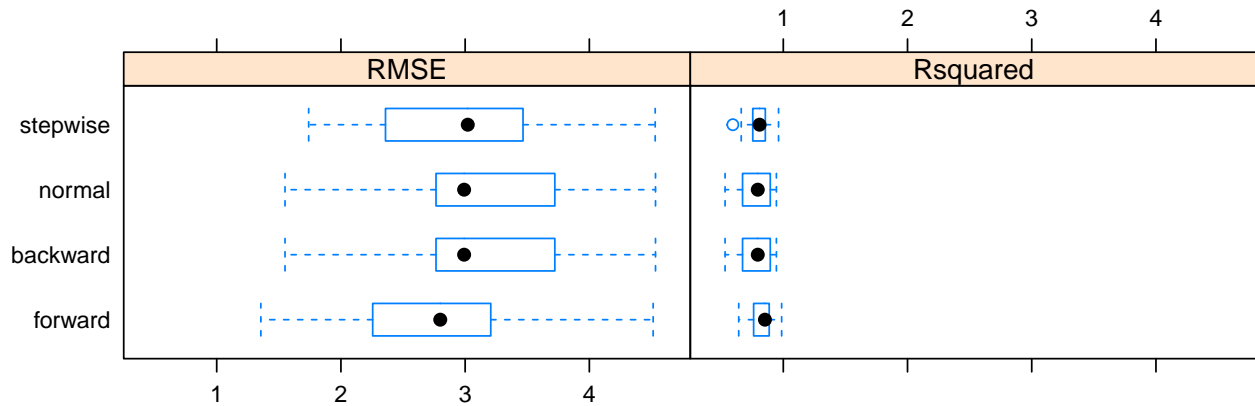 1 2 3 4
RMSE Rsquared
stepwise
normal
backward
forward
1 2 3 4